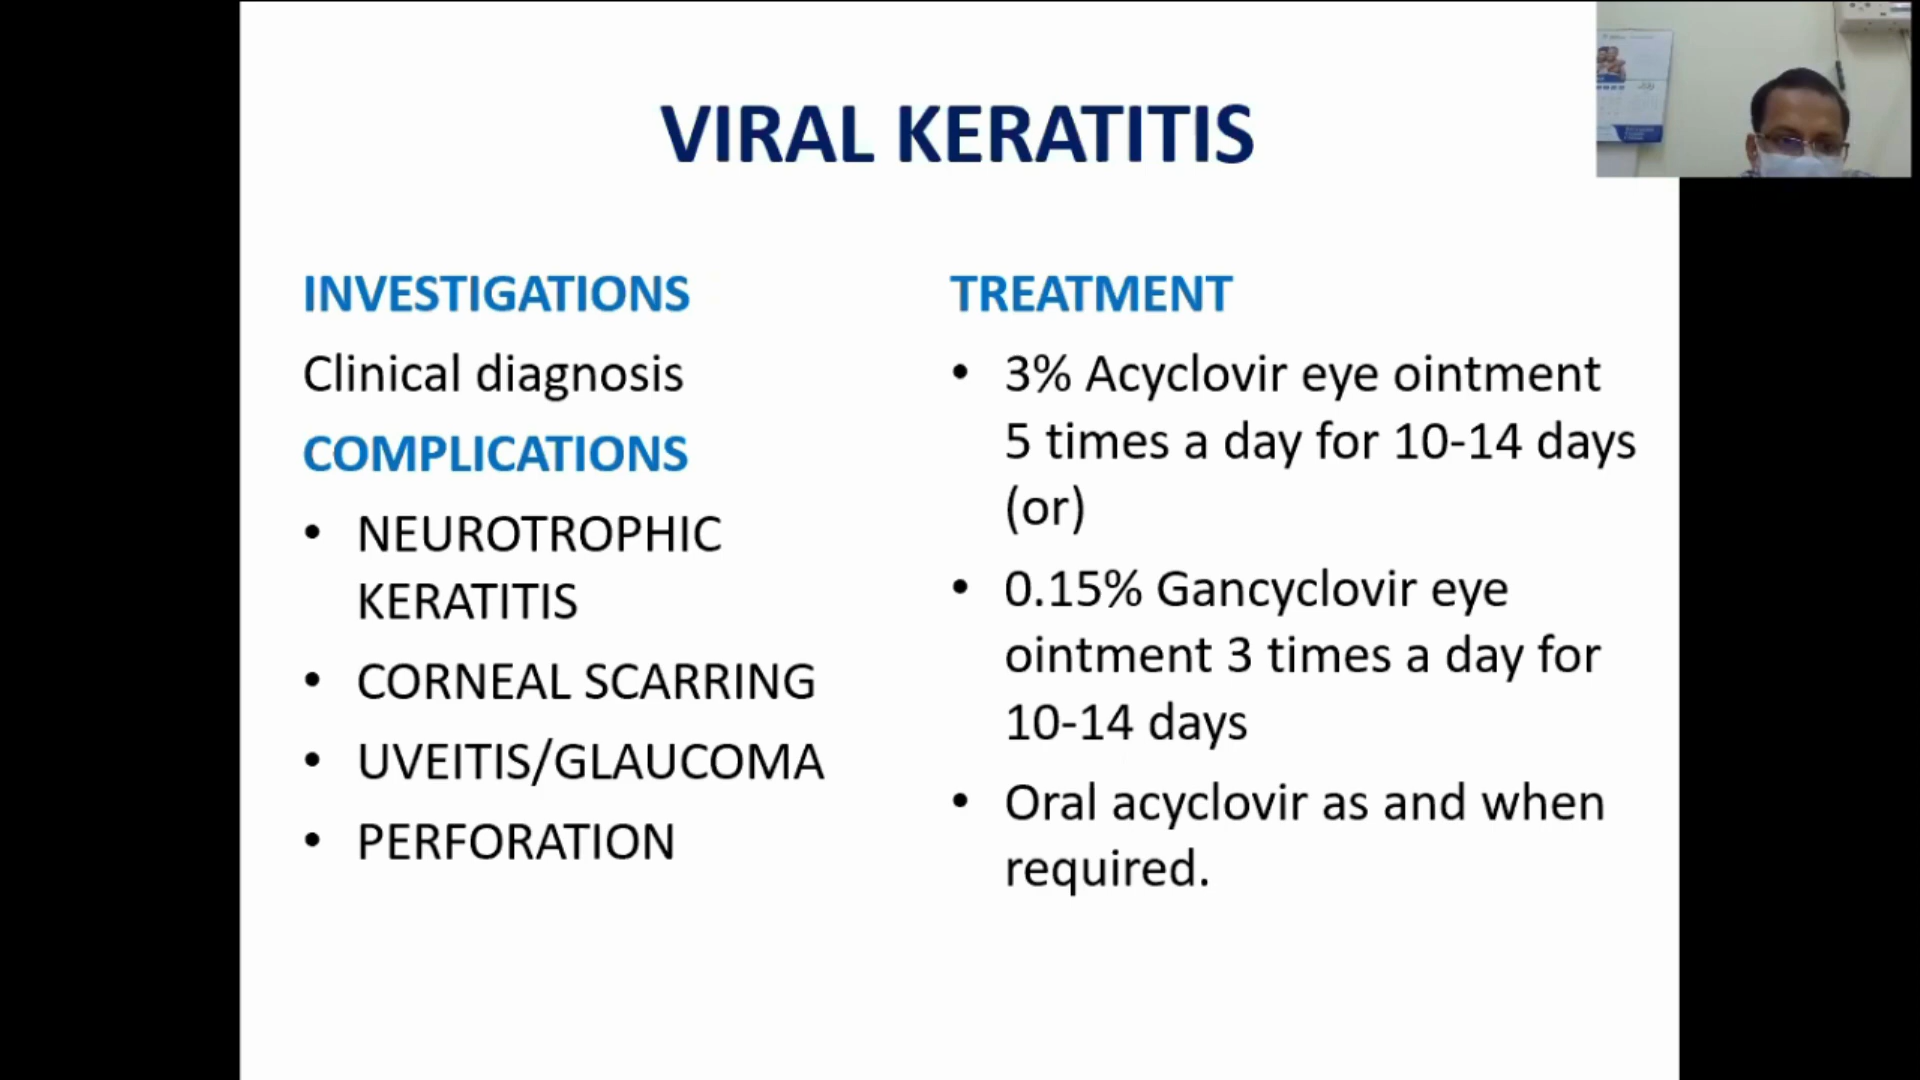 VIRAL KERATITIS
INVESTIGATIONS
Clinical diagnosis
COMPLICATIONS
• NEUROTROPHIC
KERATITIS
• CORNEAL SCARRING
• UVEITIS/GLAUCOMA
• PERFORATION
TREATMENT
• 3% Acyclovir eye ointment
5 times a day for 10-14 days
(or)
• 0.15% Gancyclovir eye
ointment 3 times a day for
10-14 days
• Oral acyclovir as and when
required.